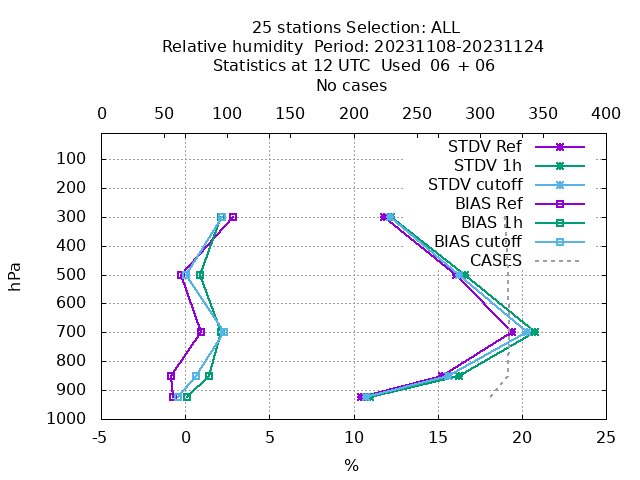 25 stations Selection: ALL
Relative humidity  Period: 20231108-20231124
Statistics at 12 UTC  Used  06 + 06
No cases
0 50 100 150 200 250 300 350 400
STDV Ref
STDV 1h
STDV cutoff
BIAS Ref
BIAS 1h
BIAS cutoff
CASES
hPa
100
200
300
400
500
600
700
800
900
1000
-5 0 5 10 15 20 25
%